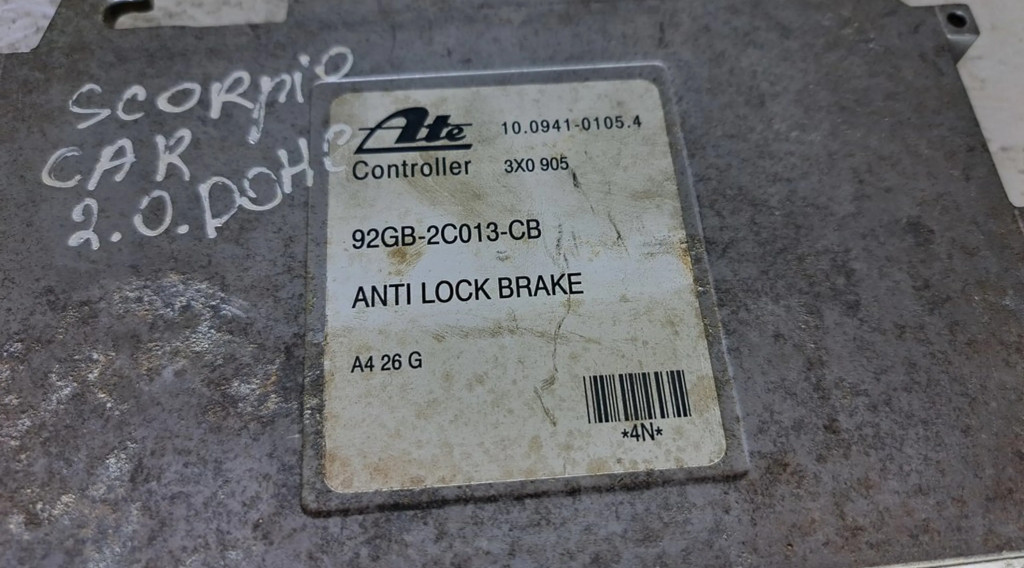 SCORPiO
CAR
2.0.DOHC
Ate 10.0941-0105.4
Controller 3X0 905
92GB-2C013-CB
ANTI LOCK BRAKE
A4 26 G
*4N*